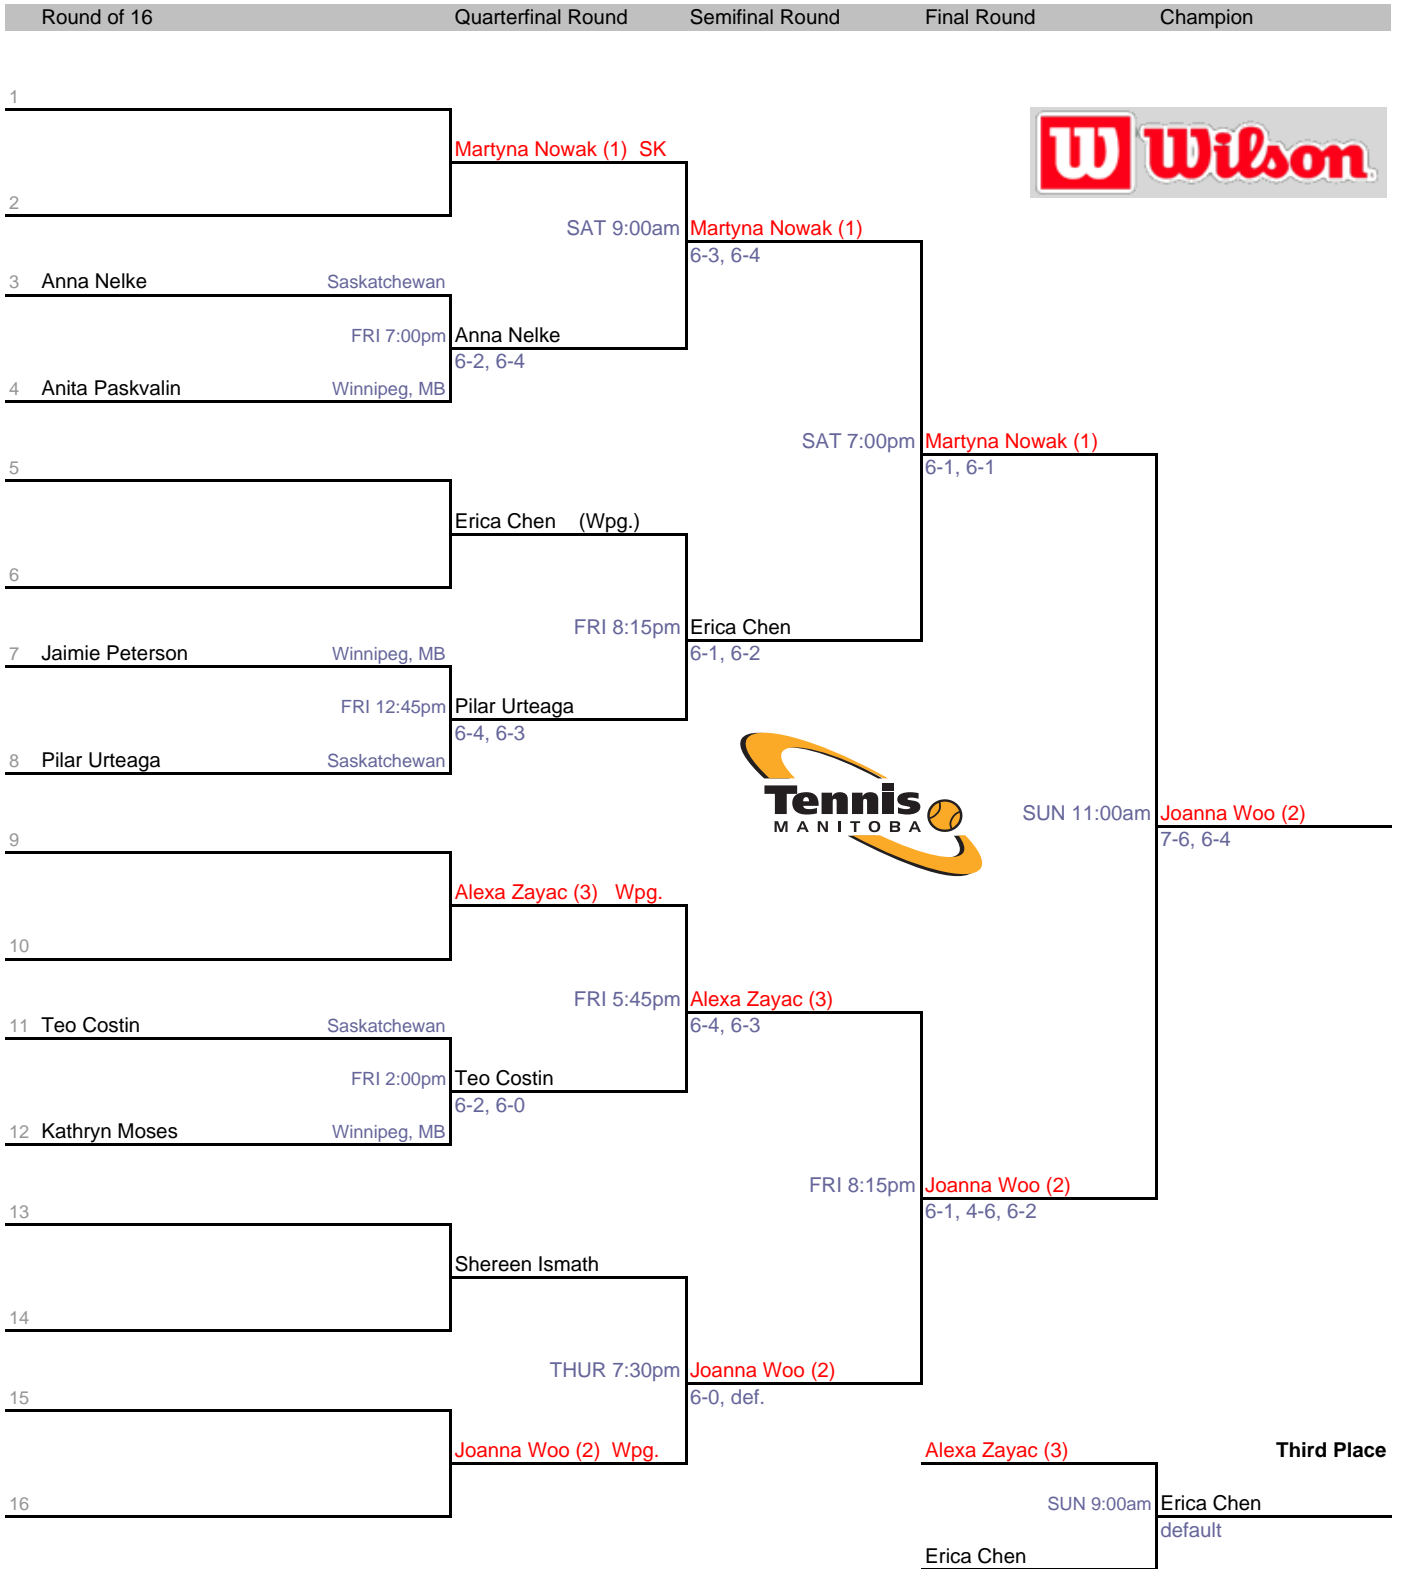 Round of 16 Quarterfinal Round Semifinal Round Final Round Champion
1
W Wilson.
Martyna Nowak (1) SK
2
SAT 9:00am Martyna Nowak (1)
6-3, 6-4
3 Anna Nelke Saskatchewan
FRI 7:00pm Anna Nelke
6-2, 6-4
4 Anita Paskvalin Winnipeg, MB
SAT 7:00pm Martyna Nowak (1)
5
6-1, 6-1
Erica Chen (Wpg.)
6
FRI 8:15pm Erica Chen
7 Jaimie Peterson Winnipeg, MB
6-1, 6-2
FRI 12:45pm Pilar Urteaga
6-4, 6-3
8 Pilar Urteaga Saskatchewan
Tennis
MANITOBA
SUN 11:00am Joanna Woo (2)
9
7-6, 6-4
Alexa Zayac (3) Wpg.
10
FRI 5:45pm Alexa Zayac (3)
11 Teo Costin Saskatchewan
6-4, 6-3
FRI 2:00pm Teo Costin
6-2, 6-0
12 Kathryn Moses Winnipeg, MB
FRI 8:15pm Joanna Woo (2)
13
6-1, 4-6, 6-2
Shereen Ismath
14
THUR 7:30pm Joanna Woo (2)
15
6-0, def.
Joanna Woo (2) Wpg.
Alexa Zayac (3) Third Place
16
SUN 9:00am Erica Chen
default
Erica Chen